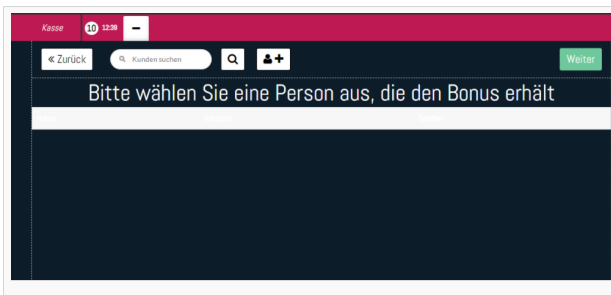 Kasse 10 12:39
« Zurück Kunden suchen Weiter
Bitte wählen Sie eine Person aus, die den Bonus erhält